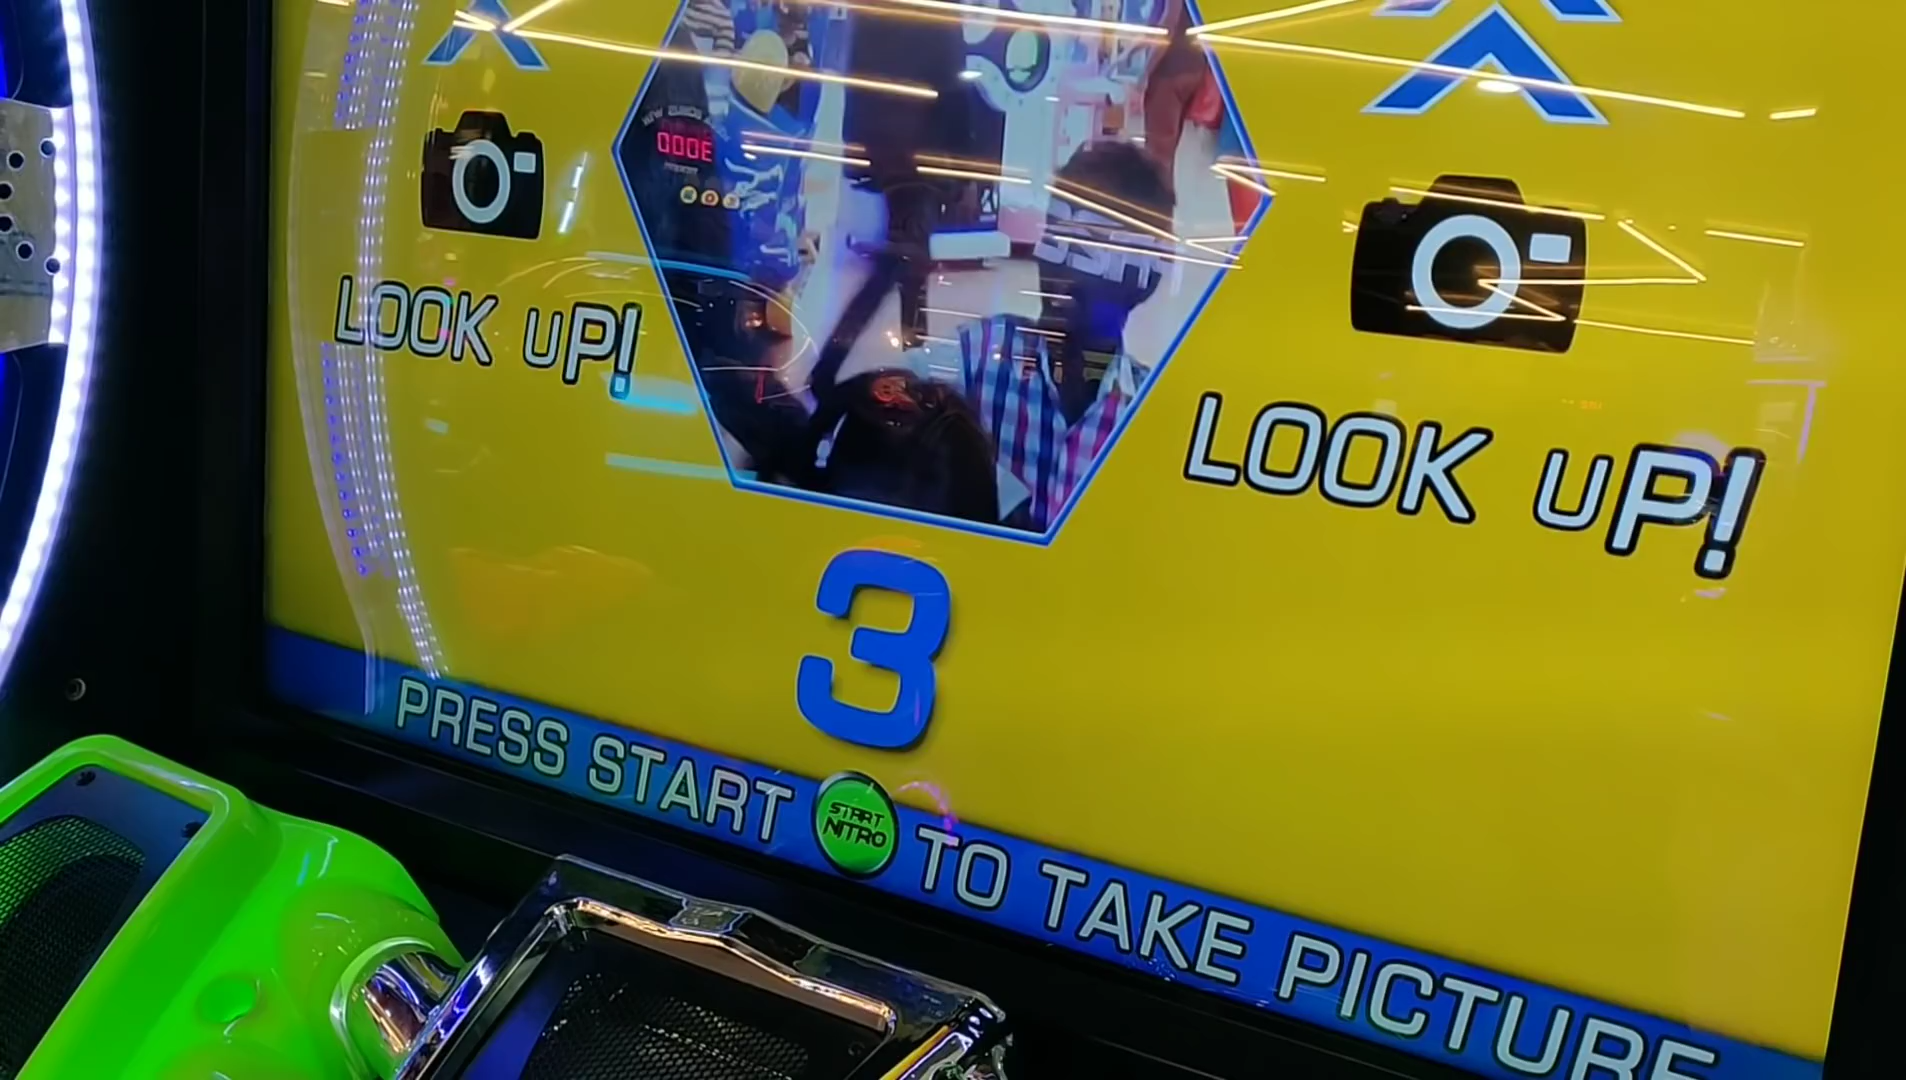 LOOK UP!
LOOK UP!
3
PRESS START START NITRO TO TAKE PICTURE